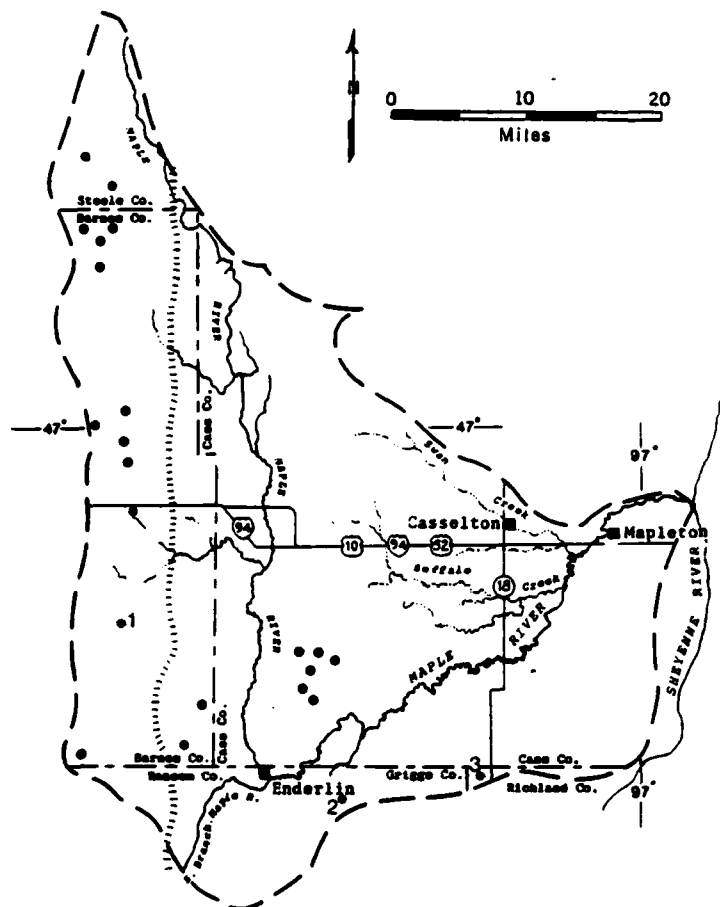 0 10 20
Miles
N
MAPLE
Steele Co.
Barnes Co.
RIVER
Cass Co.
47°
47°
97°
Swan
Creek
MAPLE
94
10
94
52
Casselton
Mapleton
Buffalo
Creek
18
1
RIVER
MAPLE
RIVER
SHEYENNE
RIVER
Barnes Co.
Ransom Co.
Cass Co.
Enderlin
Griggs Co.
3
Cass Co.
Richland Co.
97°
2
Branch Maple R.